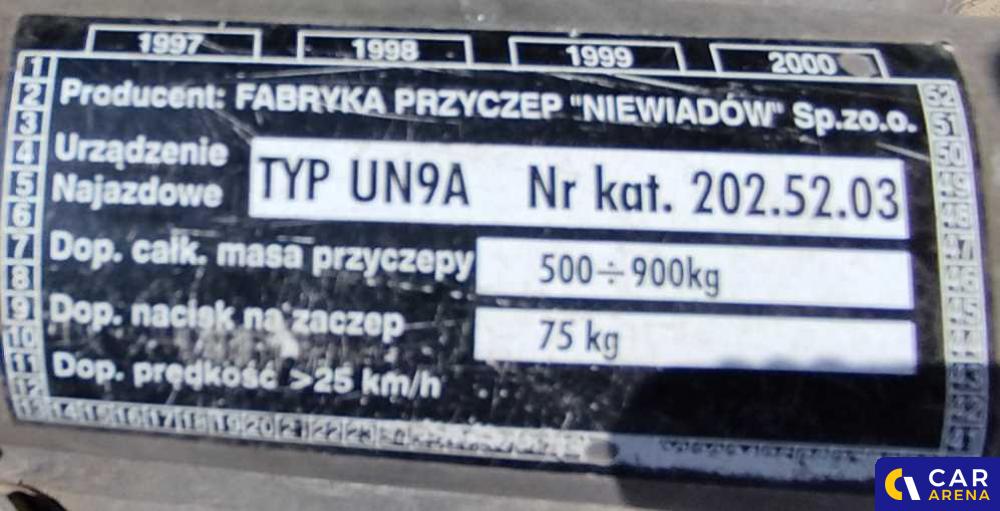 1997 1998 1999 2000
Producent: FABRYKA PRZYCZEP "NIEWIADÓW" Sp.zo.o.
Urządzenie
Najazdowe
TYP UN9A Nr kat. 202.52.03
Dop. całk. masa przyczepy 500÷900kg
Dop. nacisk na zaczep 75 kg
Dop. prędkość >25 km/h
1
2
3
4
5
6
7
8
9
10
11
12
13 14 15 16 17 18 19 20 21 22 23
52
51
50
49
48
CAR
ARENA